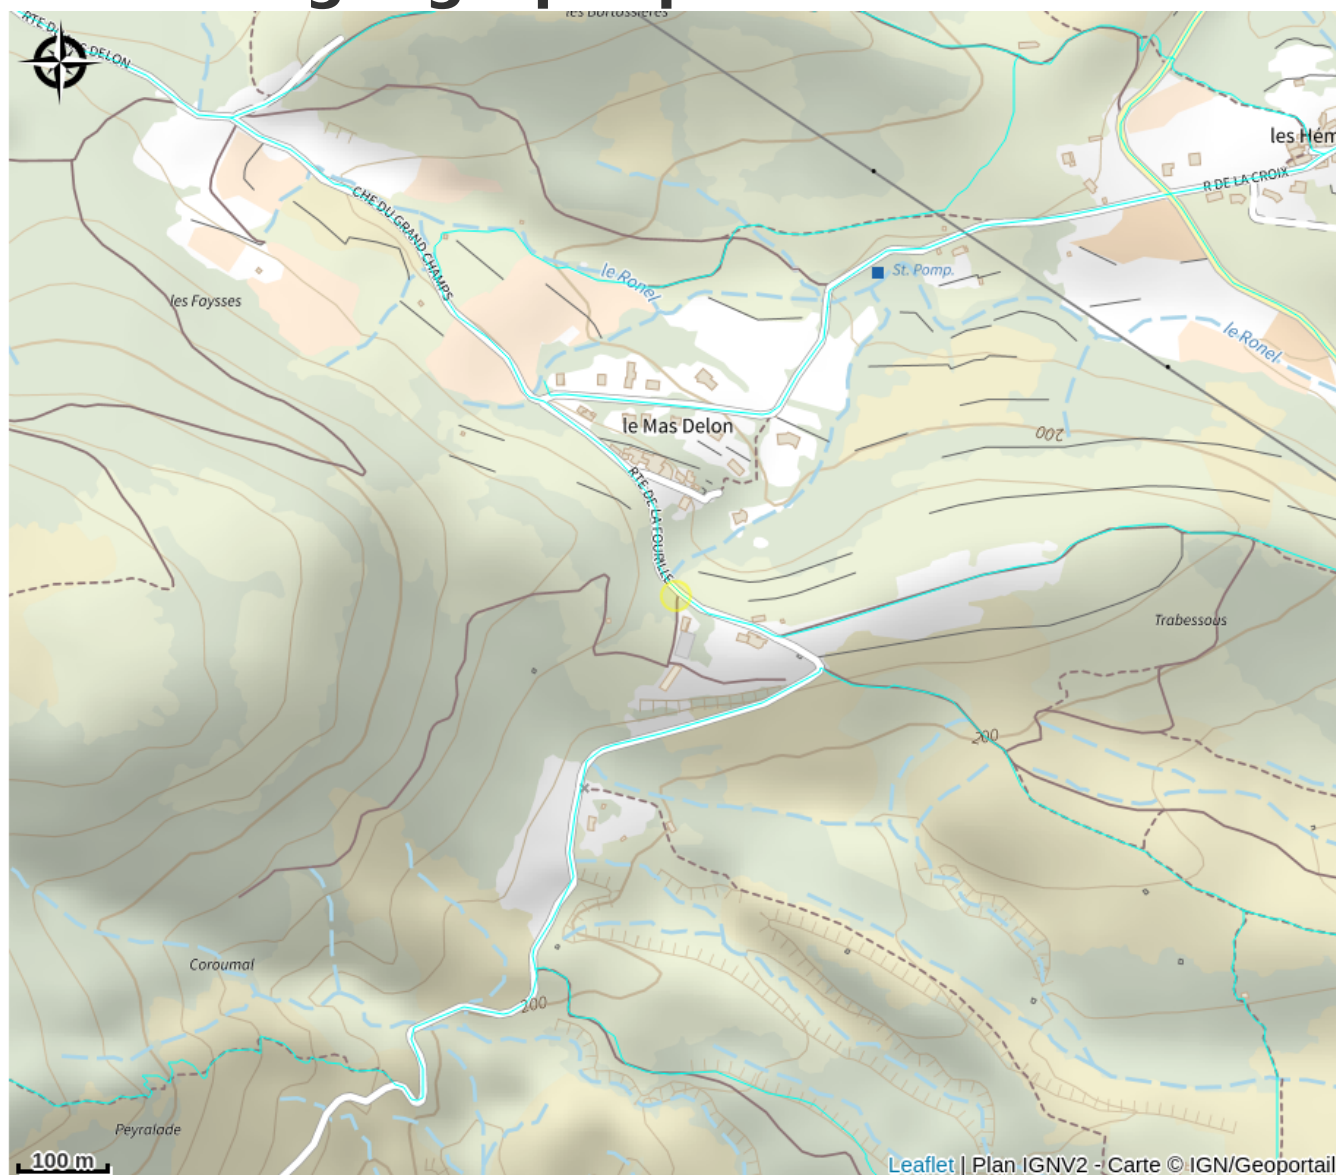 les Bortassières
RTE DU MAS DELON
les Hém
R DE LA CROIX
CHE DU GRAND CHAMPS
le Ronel
St. Pomp.
les Faysses
le Ronel
le Mas Delon
200
RTE DE LA FOURILLE
Trabessous
200
Coroumal
200
Peyralade
100 m
Leaflet | Plan IGNV2 - Carte © IGN/Geoportail